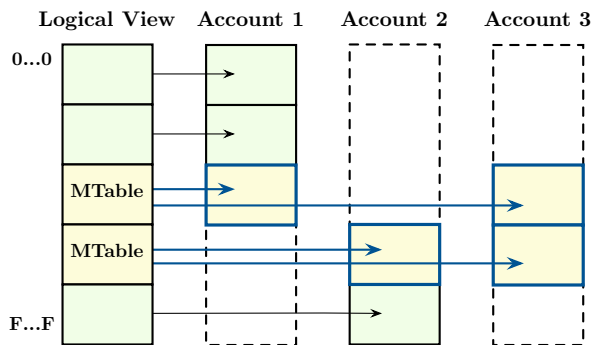 Logical View Account 1 Account 2 Account 3
0...0
MTable
MTable
F...F